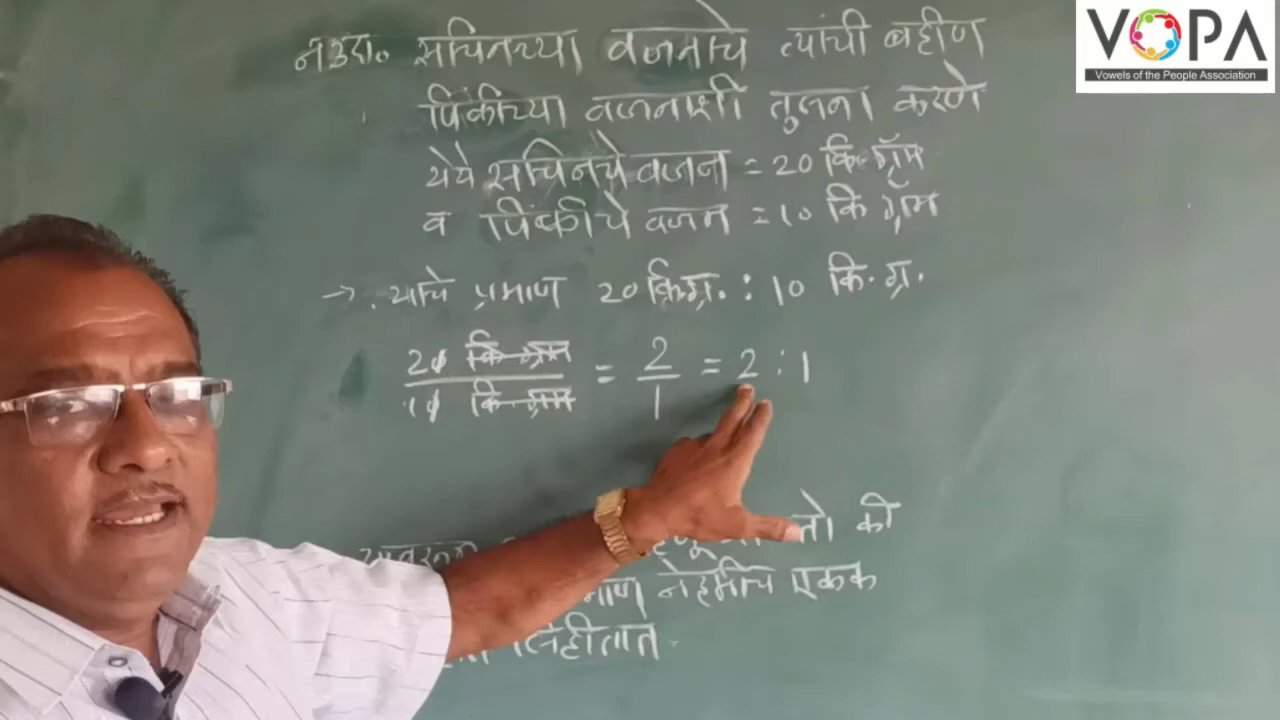 VOPA
Vowels of the People Association
उदा. सचिनच्या वजनाचे त्यांची बहीण
पिंकीच्या वजनाशी तुलना करणे
येथे सचिनचे वजन = 20 कि. ग्रॅम
व पिंकीचे वजन = 10 कि ग्रॅम
→ . याचे प्रमाण 20 कि.ग्र. : 10 कि. ग्र.
20 कि ग्रॅम
10 कि ग्रॅम
= 2/1 = 2 : 1
की
नेहमीच एकक
लिहीतात.